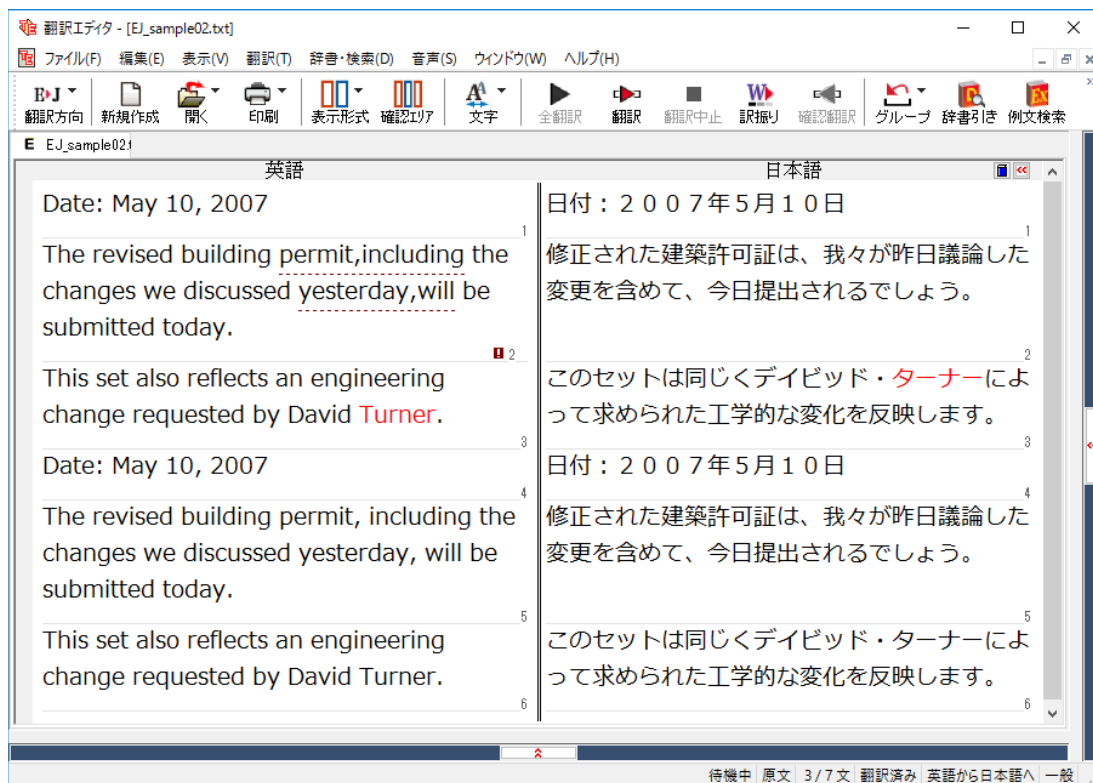 翻訳エディタ - [EJ_sample02.txt]
ファイル(F) 編集(E) 表示(V) 翻訳(T) 辞書・検索(D) 音声(S) ウィンドウ(W) ヘルプ(H)
E▸J
翻訳方向 新規作成 開く 印刷 表示形式 確認エリア 文字 全翻訳 翻訳 翻訳中止 訳振り 確認翻訳 グループ 辞書引き 例文検索
E EJ_sample02.t
英語 日本語
Date: May 10, 2007
1
日付：２００７年５月１０日
1
The revised building permit,including the
changes we discussed yesterday,will be
submitted today.
2
修正された建築許可証は、我々が昨日議論した
変更を含めて、今日提出されるでしょう。
2
This set also reflects an engineering
change requested by David Turner.
3
このセットは同じくデイビッド・ターナーによ
って求められた工学的な変化を反映します。
3
Date: May 10, 2007
4
日付：２００７年５月１０日
4
The revised building permit, including the
changes we discussed yesterday, will be
submitted today.
5
修正された建築許可証は、我々が昨日議論した
変更を含めて、今日提出されるでしょう。
5
This set also reflects an engineering
change requested by David Turner.
6
このセットは同じくデイビッド・ターナーによ
って求められた工学的な変化を反映します。
6
待機中 原文 3/7文 翻訳済み 英語から日本語へ 一般